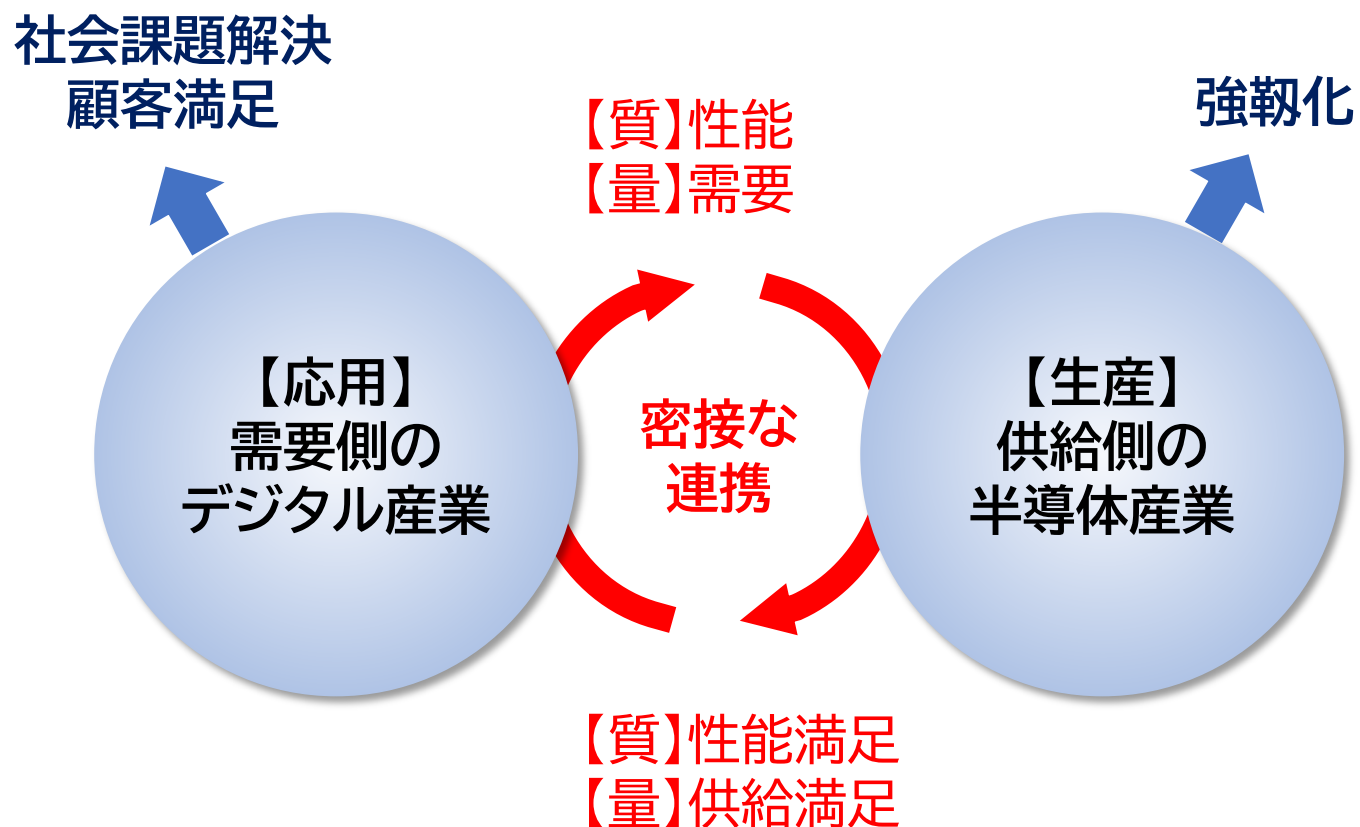 社会課題解決
顧客満足
強靱化
【質】性能
【量】需要
【応用】
需要側の
デジタル産業
密接な
連携
【生産】
供給側の
半導体産業
【質】性能満足
【量】供給満足